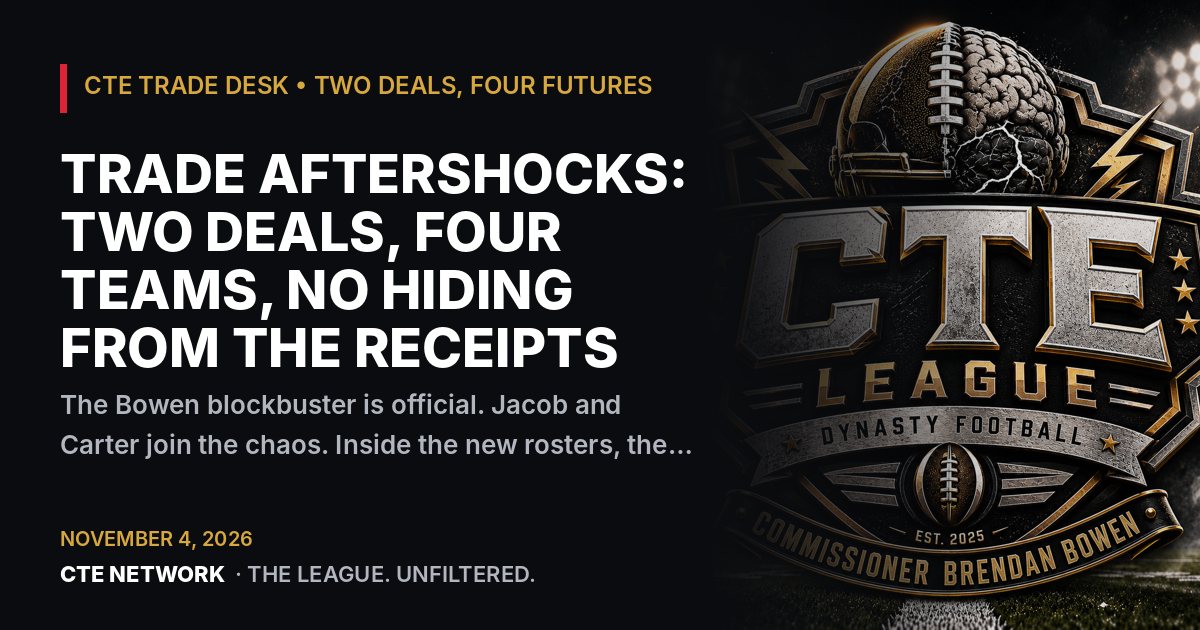 CTE TRADE DESK • TWO DEALS, FOUR FUTURES
TRADE AFTERSHOCKS:
TWO DEALS, FOUR
TEAMS, NO HIDING
FROM THE RECEIPTS
The Bowen blockbuster is official. Jacob and
Carter join the chaos. Inside the new rosters, the...
NOVEMBER 4, 2026
CTE NETWORK · THE LEAGUE. UNFILTERED.
CTE
LEAGUE
DYNASTY FOOTBALL
EST. 2025
COMMISSIONER BRENDAN BOWEN